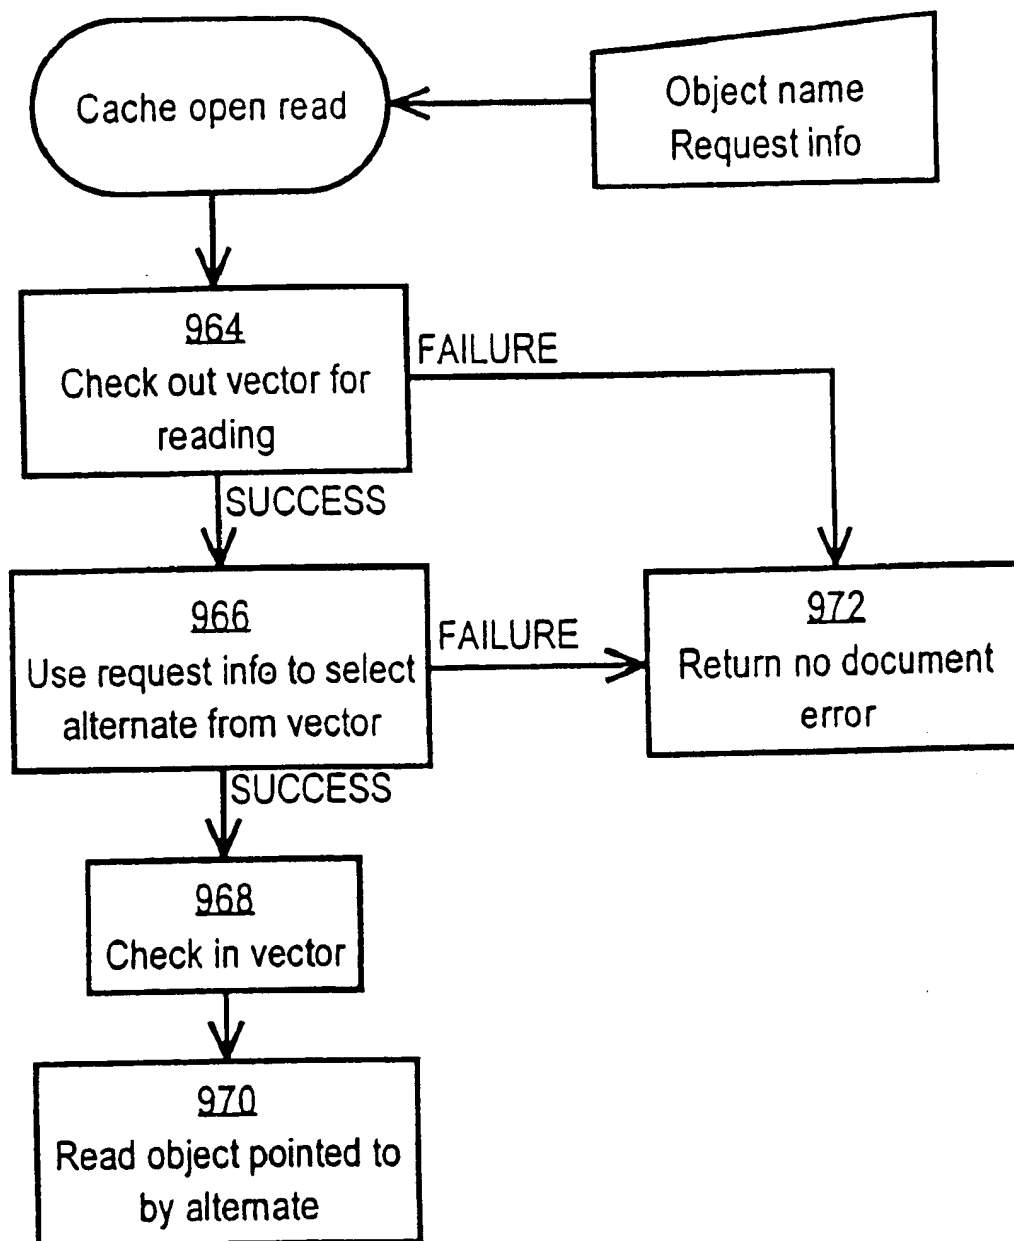 Cache open read
Object name
Request info
964
Check out vector for
reading
FAILURE
SUCCESS
966
Use request info to select
alternate from vector
FAILURE
972
Return no document
error
SUCCESS
968
Check in vector
970
Read object pointed to
by alternate